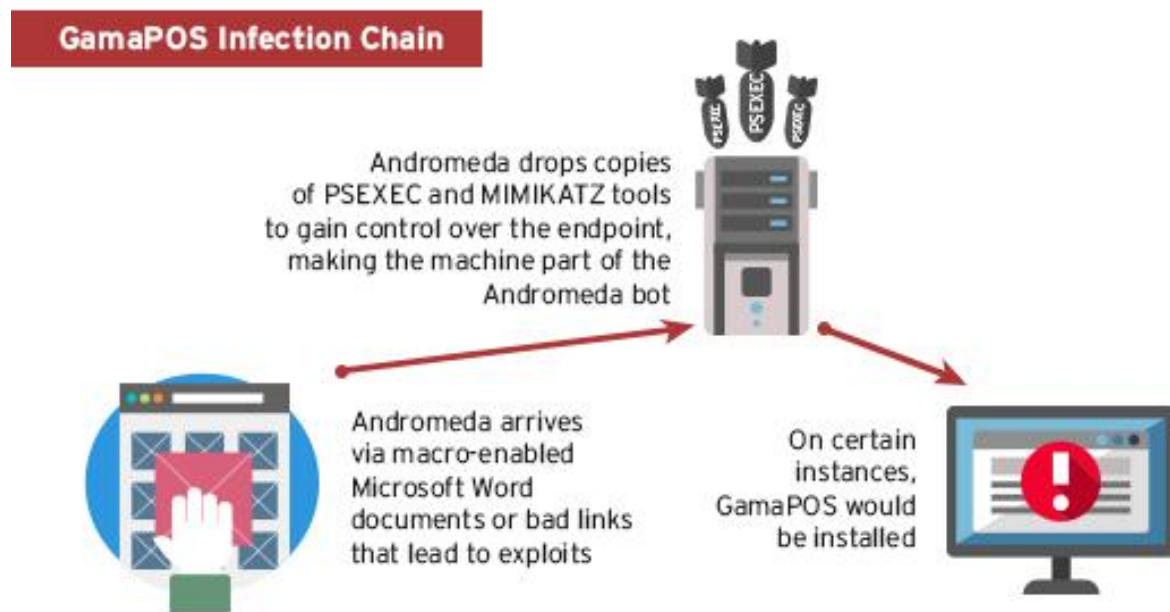 GamaPOS Infection Chain
PSEXEC
PSEXEC
PSEXEC
Andromeda drops copies
of PSEXEC and MIMIKATZ tools
to gain control over the endpoint,
making the machine part of the
Andromeda bot
Andromeda arrives
via macro-enabled
Microsoft Word
documents or bad links
that lead to exploits
On certain
instances,
GamaPOS would
be installed
!